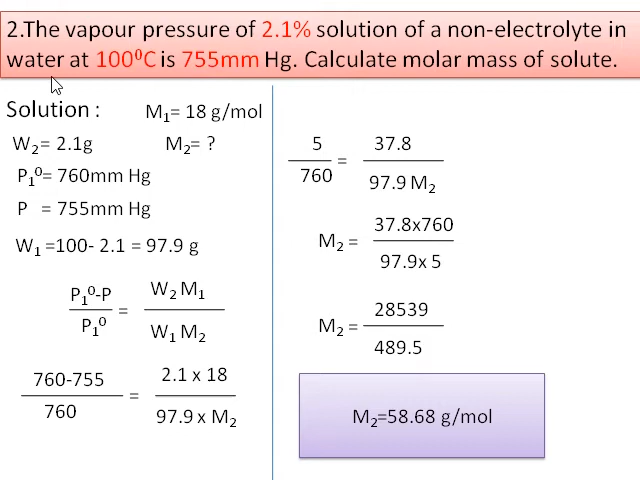 2.The vapour pressure of 2.1% solution of a non-electrolyte in
water at 100⁰C is 755mm Hg. Calculate molar mass of solute.
Solution :
M₁= 18 g/mol
W₂= 2.1g
M₂= ?
P₁⁰= 760mm Hg
P = 755mm Hg
W₁ =100- 2.1 = 97.9 g
P₁⁰-P
P₁⁰
=
W₂ M₁
W₁ M₂
760-755
760
=
2.1 x 18
97.9 x M₂
5
760
=
37.8
97.9 M₂
M₂ =
37.8x760
97.9x 5
M₂ =
28539
489.5
M₂=58.68 g/mol